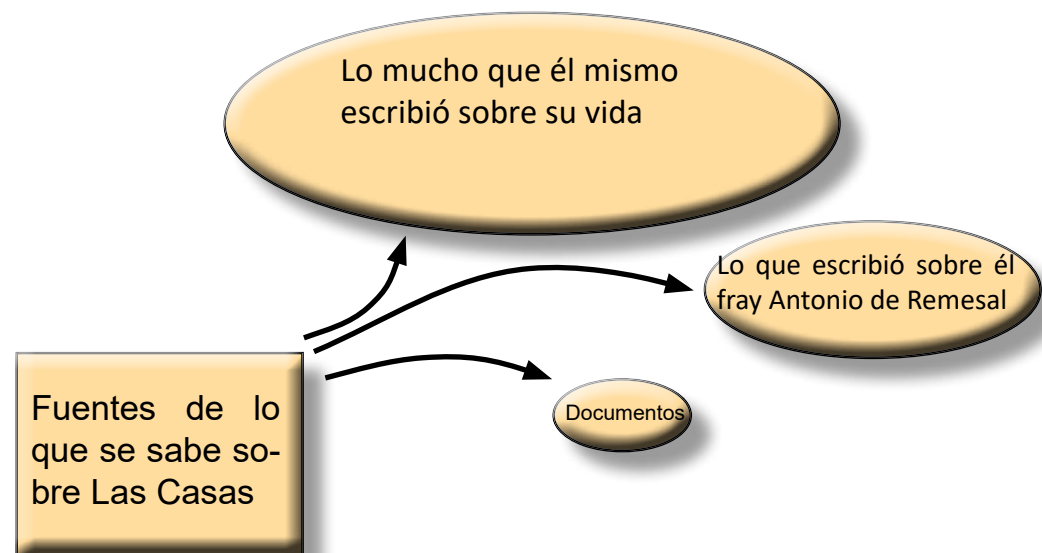 Lo mucho que él mismo
escribió sobre su vida
Lo que escribió sobre él
fray Antonio de Remesal
Documentos
Fuentes de lo
que se sabe so-
bre Las Casas